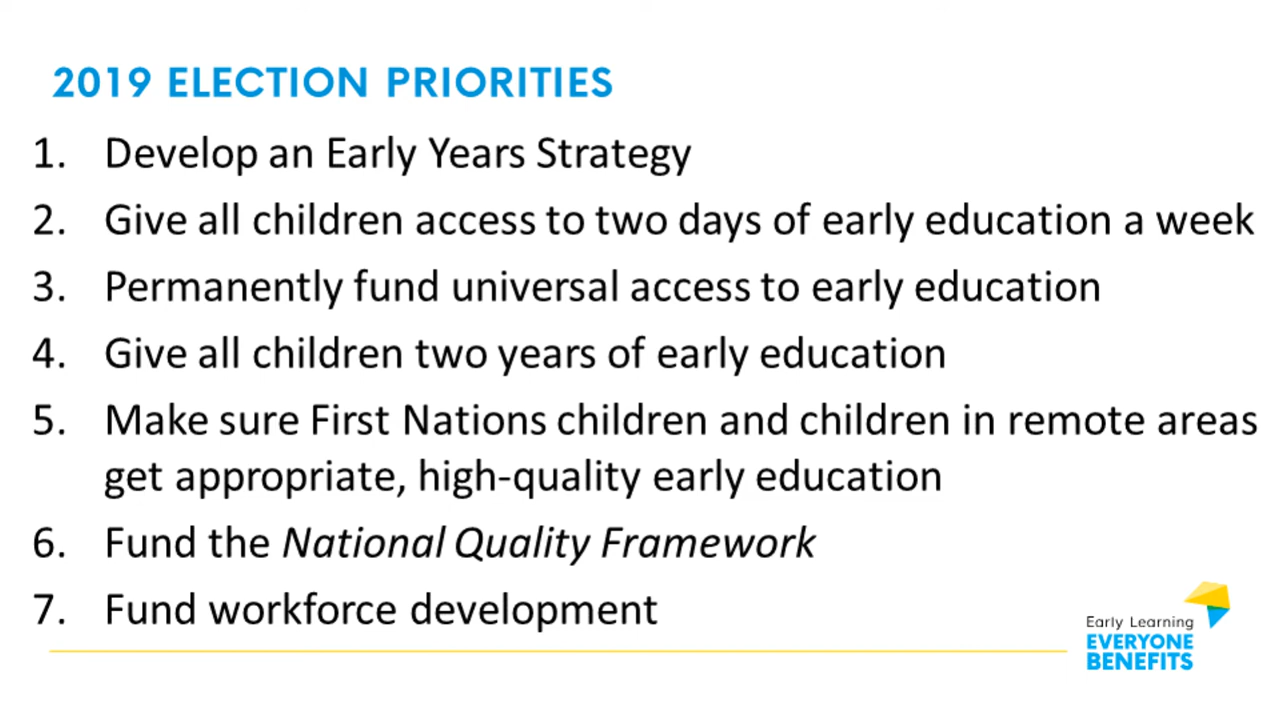 2019 ELECTION PRIORITIES
1. Develop an Early Years Strategy
2. Give all children access to two days of early education a week
3. Permanently fund universal access to early education
4. Give all children two years of early education
5. Make sure First Nations children and children in remote areas
get appropriate, high-quality early education
6. Fund the National Quality Framework
7. Fund workforce development
Early Learning
EVERYONE
BENEFITS